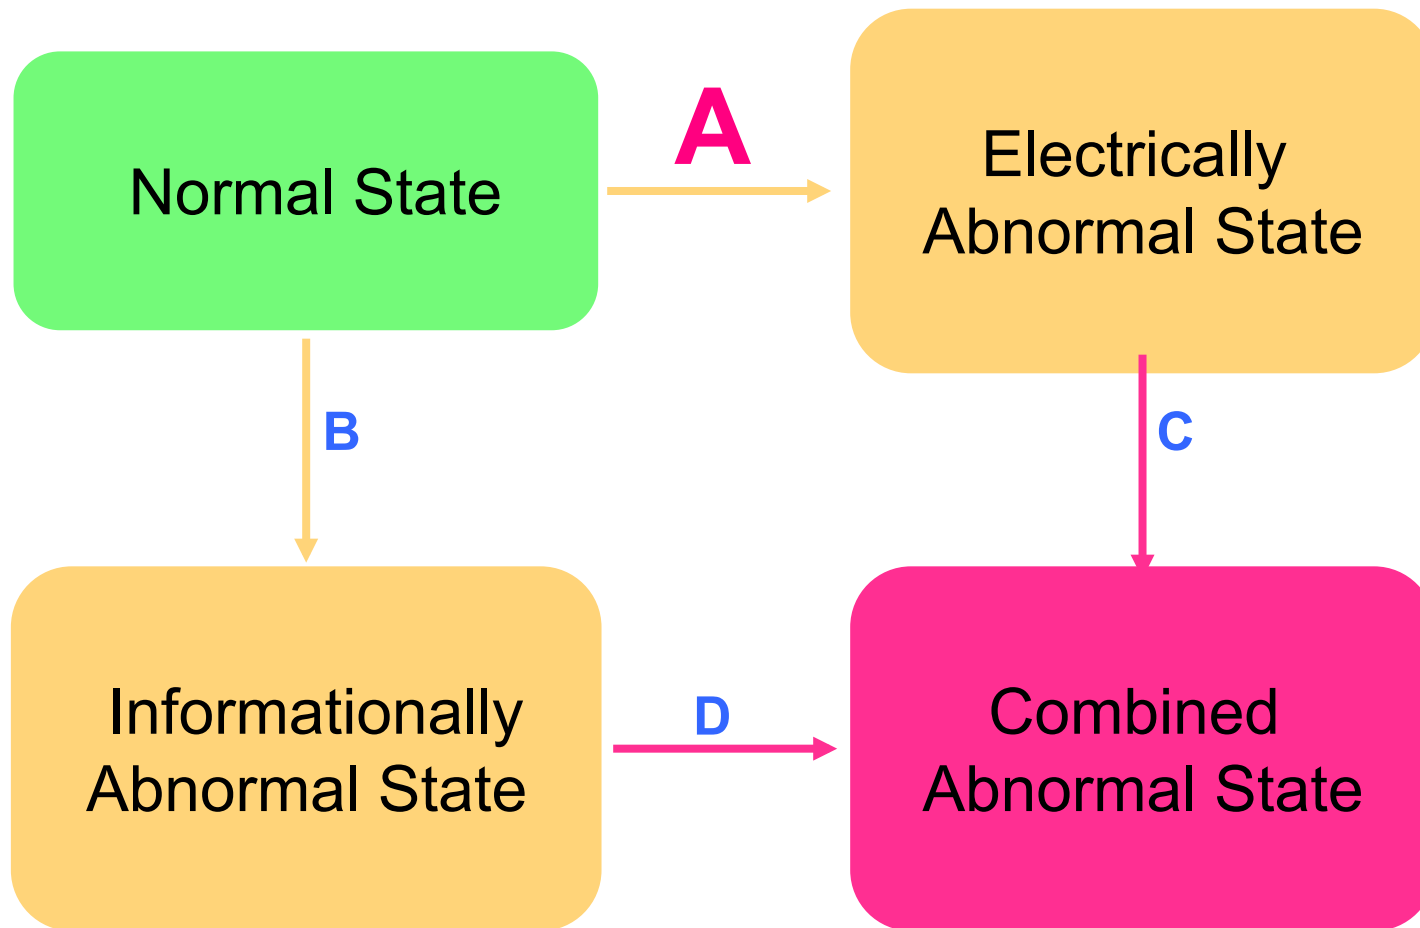 Normal State
A
Electrically
Abnormal State
B
C
Informationally
Abnormal State
D
Combined
Abnormal State